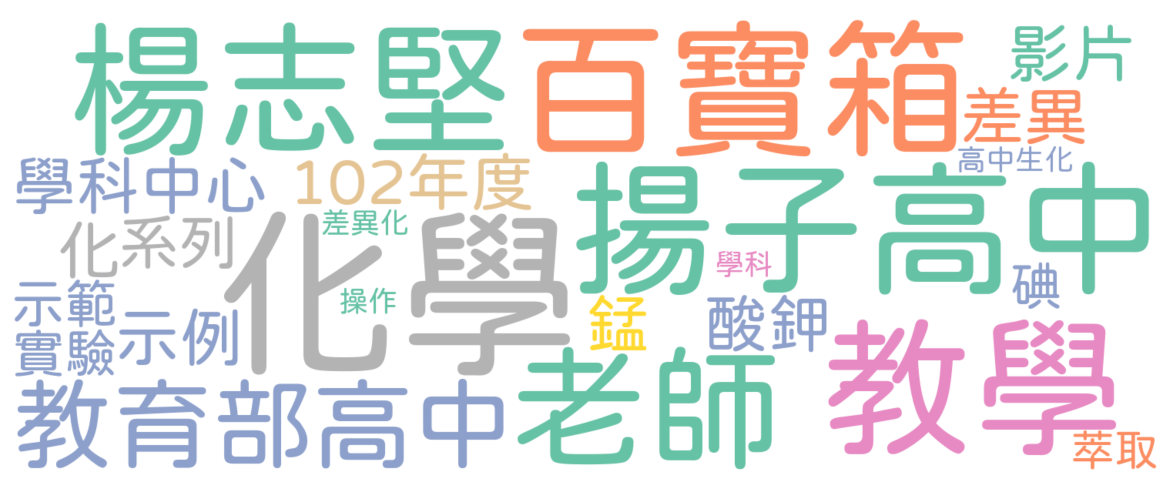 楊志堅
百寶箱
影片
差異
高中生化
學科中心
102年度
揚子高中
差異化
化系列
化學
學科
碘
操作
示範
實驗
示例
錳
酸鉀
教學
老師
教育部高中
萃取